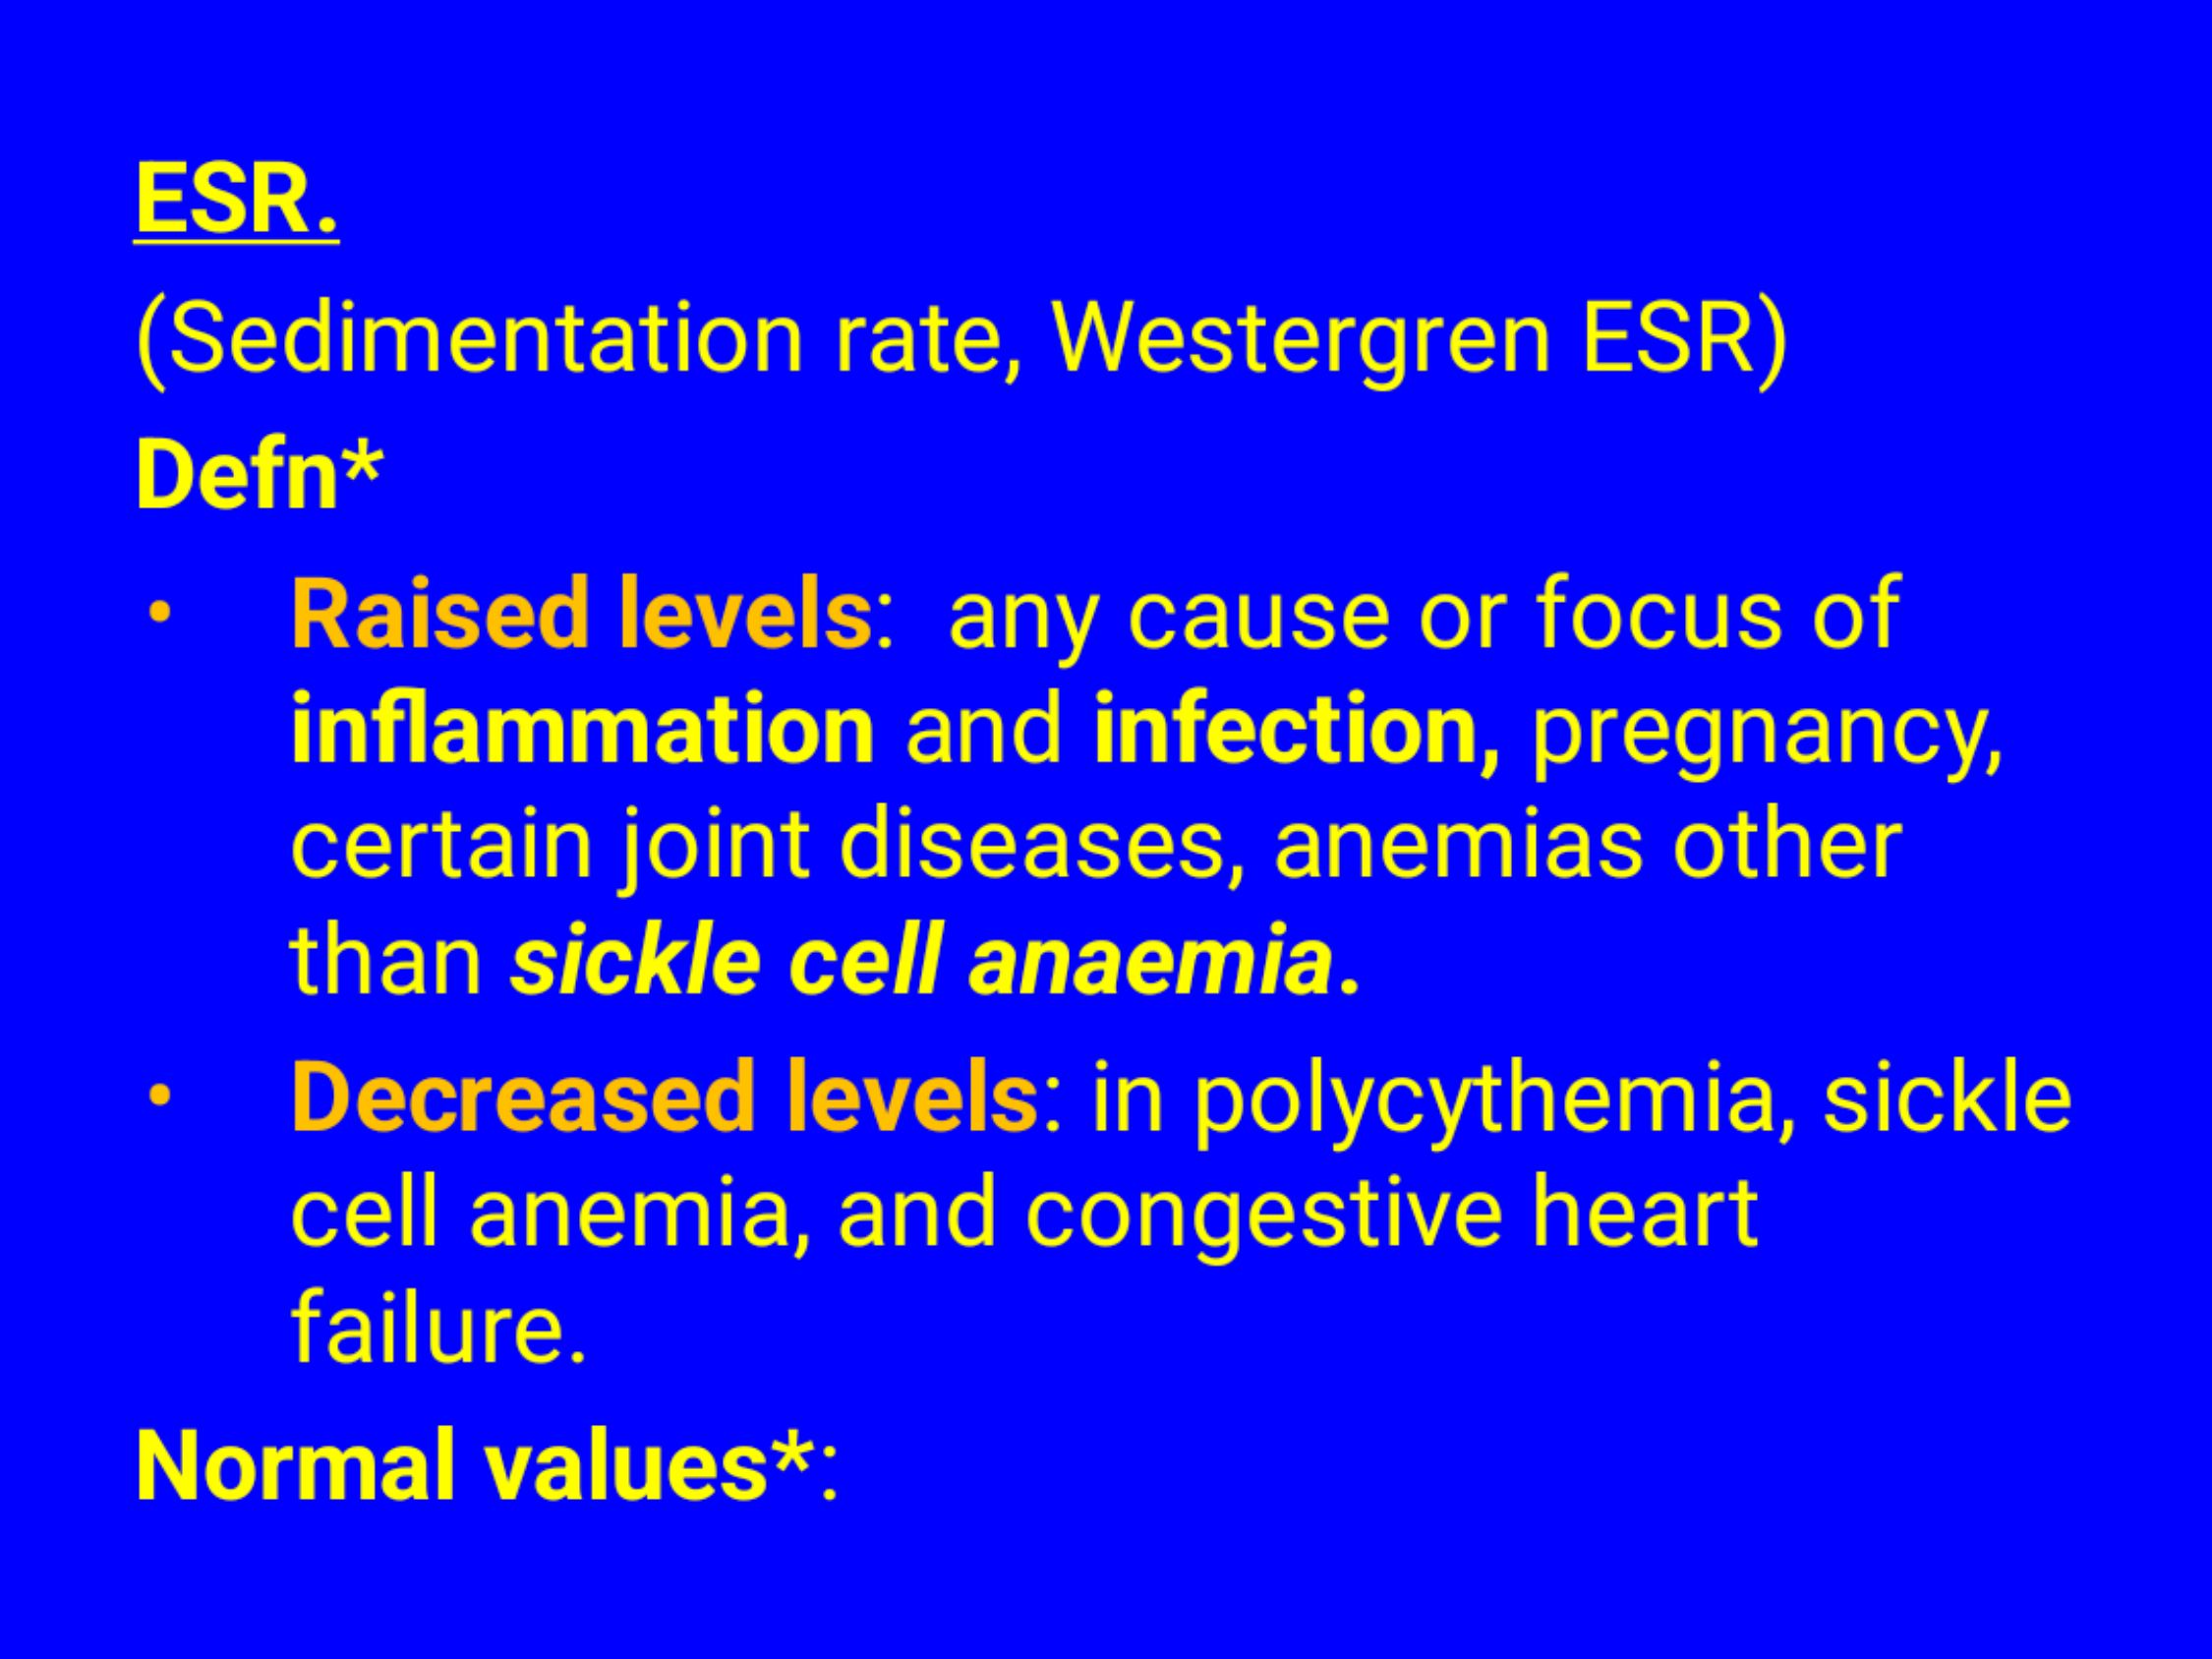 ESR.
(Sedimentation rate, Westergren ESR)
Defn*
• Raised levels:  any cause or focus of
inflammation and infection, pregnancy,
certain joint diseases, anemias other
than sickle cell anaemia.
• Decreased levels: in polycythemia, sickle
cell anemia, and congestive heart
failure.
Normal values*: